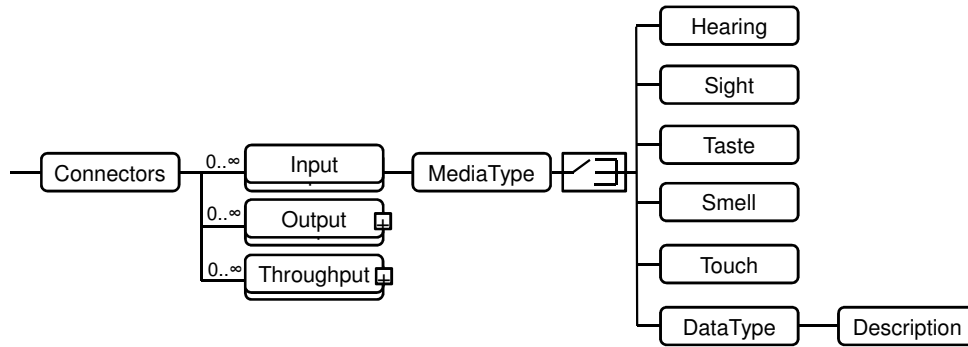 Hearing
Sight
Taste
Connectors
0..∞
Input
MediaType
Smell
0..∞
Output
Touch
0..∞
Throughput
DataType
Description